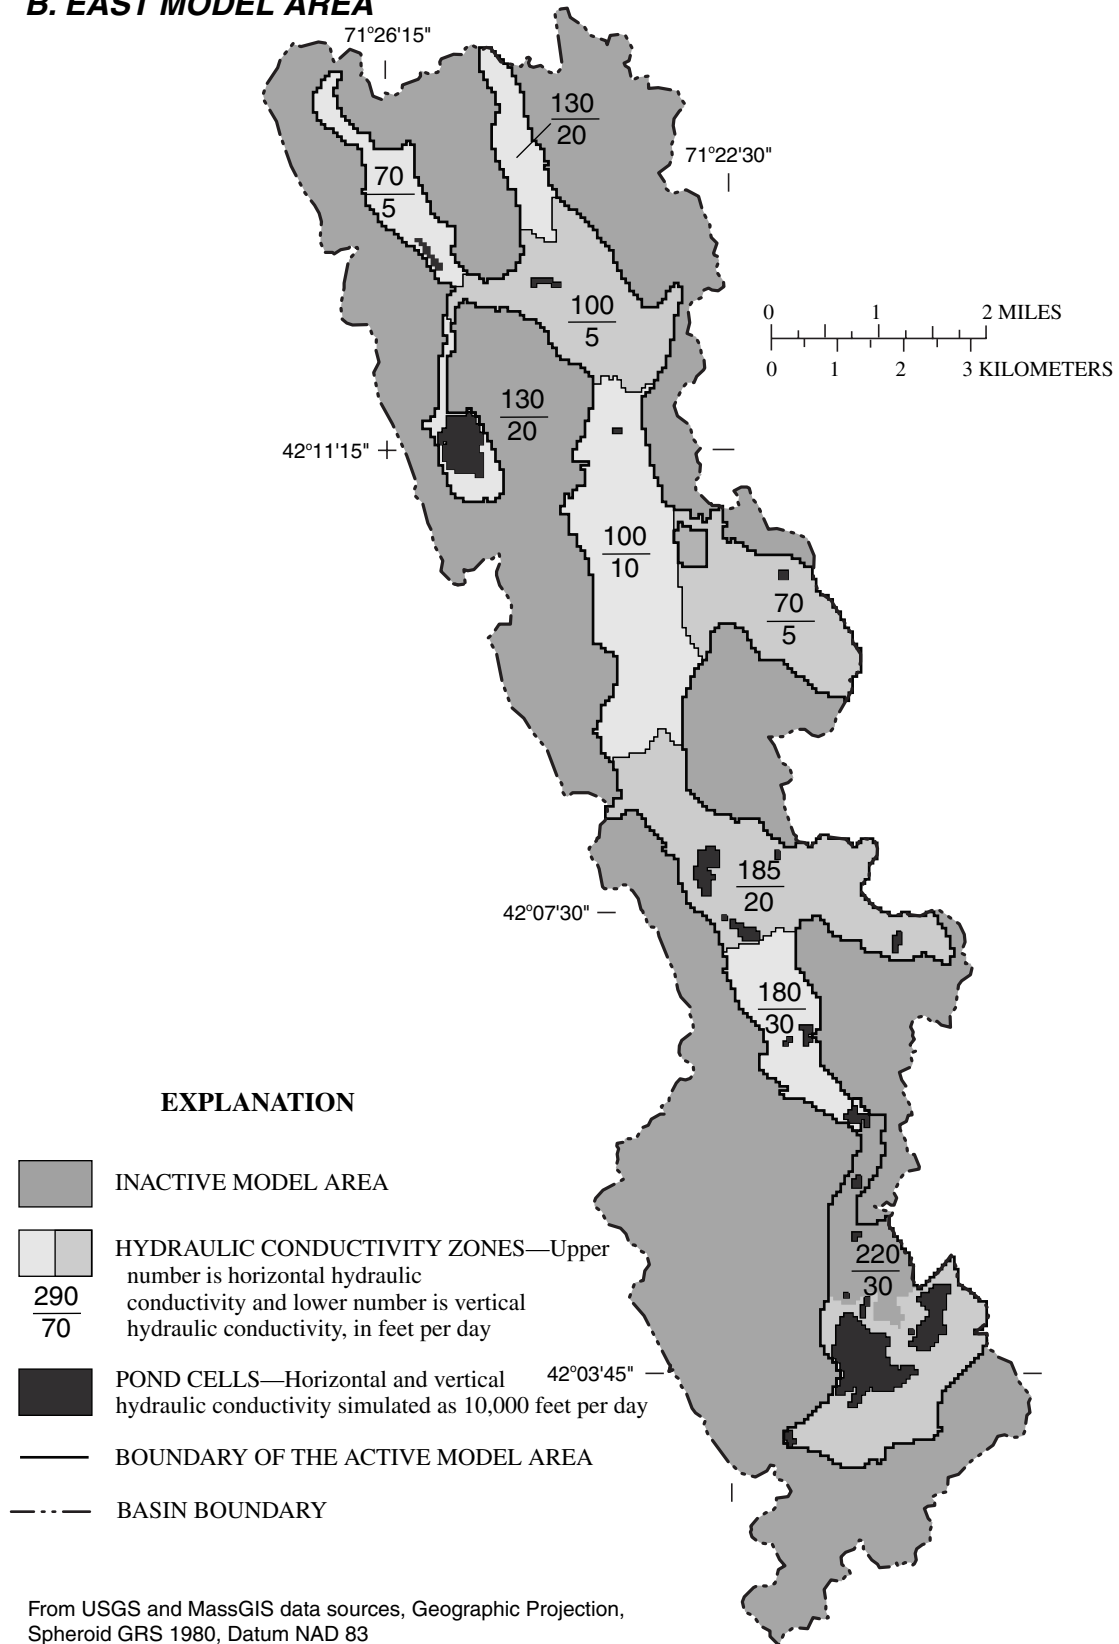 B. EAST MODEL AREA
71°26'15"
130
20
71°22'30"
70
5
100
5
0 1 2 MILES
0 1 2 3 KILOMETERS
130
20
42°11'15"
100
10
70
5
185
20
42°07'30"
180
30
EXPLANATION
INACTIVE MODEL AREA
HYDRAULIC CONDUCTIVITY ZONES—Upper
number is horizontal hydraulic
conductivity and lower number is vertical
hydraulic conductivity, in feet per day
290
70
220
30
POND CELLS—Horizontal and vertical
hydraulic conductivity simulated as 10,000 feet per day
42°03'45"
BOUNDARY OF THE ACTIVE MODEL AREA
BASIN BOUNDARY
From USGS and MassGIS data sources, Geographic Projection,
Spheroid GRS 1980, Datum NAD 83